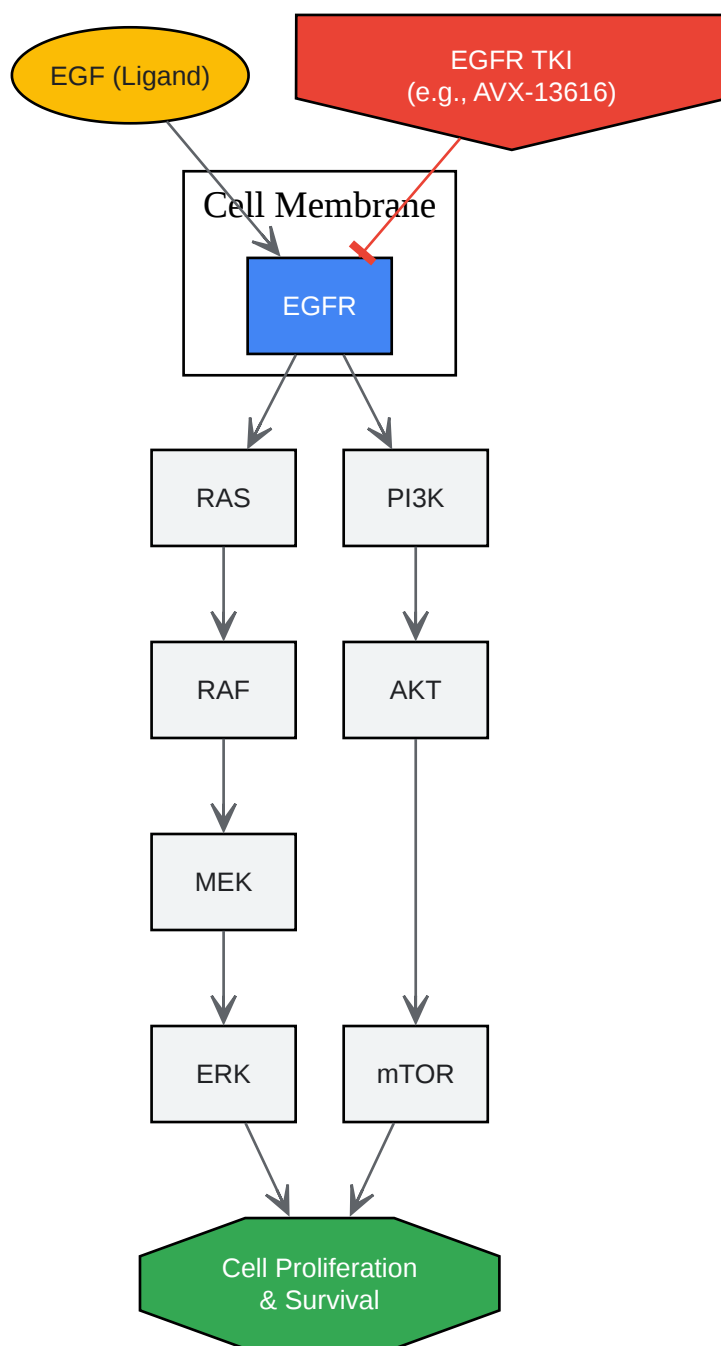 EGF (Ligand)
EGFR TKI
(e.g., AVX-13616)
Cell Membrane
EGFR
RAS
PI3K
RAF
AKT
MEK
ERK
mTOR
Cell Proliferation
& Survival